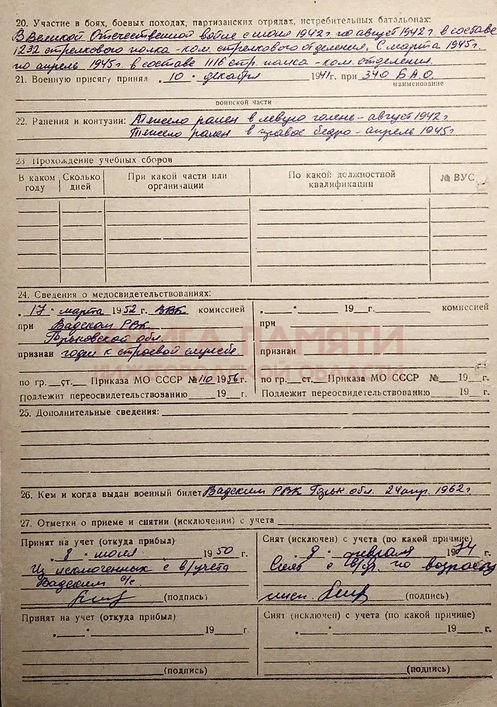 20. Участие в боях, боевых походах, партизанских отрядах, истребительных батальонах:
В Великой Отечественной войне с июля 1942 г. по август 1942 г. в составе
1232 стрелкового полка - ком. стрелкового отделения, С марта 1945 г.
по апрель 1945 г. в составе 1116 стр. полка - ком. отделения.
21. Военную присягу принял „ 10 " декабря 1941 г. при 340 БАО.
наименование
воинской части
22. Ранения и контузии: Тяжело ранен в левую голень - август 1942 г
Тяжело ранен в правое бедро - апрель 1945 г
23 Прохождение учебных сборов
В каком году Сколько дней При какой части или организации По какой должностной квалификации № ВУС
24. Сведения о медосвидетельствованиях:
„ 17 " марта 1952 г. комиссией „ " 19 г. комиссией
при Вадском РВК при
Горьковской обл.
признан годен к строевой службе признан
по гр. ст. Приказа МО СССР № 110 1956 г. по гр. ст. Приказа МО СССР № 19 г.
Подлежит переосвидетельствованию 19 г. Подлежит переосвидетельствованию 19 г.
КНИГА ПАМЯТИ
НИЖЕГОРОДСКОЙ ОБЛАСТИ
25. Дополнительные сведения:
26. Кем и когда выдан военный билет Вадским РВК Горьк обл. 24 апр. 1962 г.
27. Отметки о приеме и снятии (исключении) с учета
Принят на учет (откуда прибыл) Снят (исключен) с учета (по какой причине)
„ 8 " июля 1950 г. „ 9 " февраля 1974
Из исключенных с в/учета Снят с в/уч. по возрасту
Вадским
(подпись) (подпись)
Принят на учет (откуда прибыл) Снят (исключен) с учета (по какой причине)
„ " 19 г. „ " 19 г.
(подпись) (подпись)